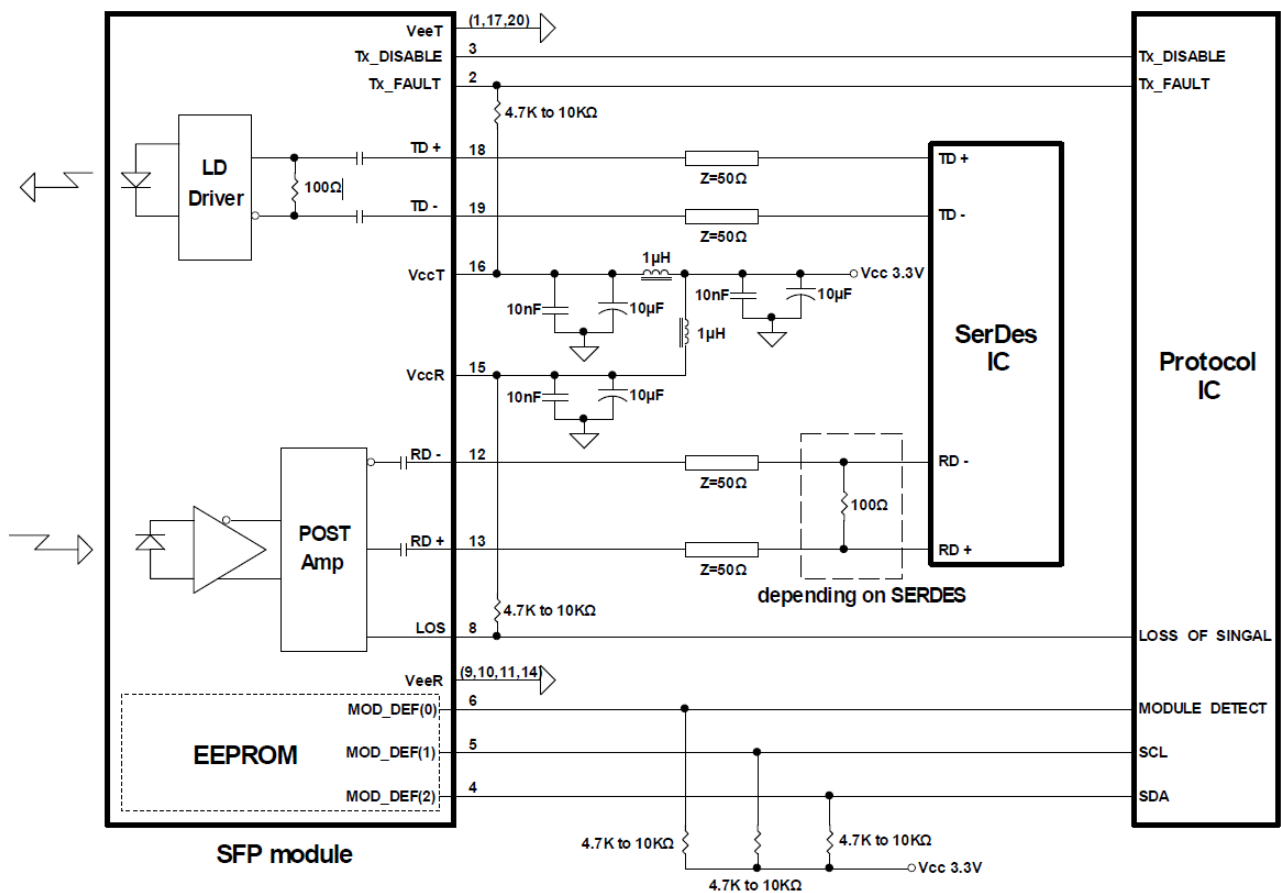 VeeT
(1,17,20)
Tx_DISABLE
3
Tx_DISABLE
Tx_FAULT
2
Tx_FAULT
4.7K to 10KΩ
LD
Driver
100Ω
TD +
18
Z=50Ω
TD +
TD -
19
Z=50Ω
TD -
VccT
16
1µH
Vcc 3.3V
10nF
10µF
10nF
10µF
1µH
SerDes
IC
Protocol
IC
VccR
15
10nF
10µF
POST
Amp
RD -
12
Z=50Ω
RD -
100Ω
RD +
13
Z=50Ω
RD +
depending on SERDES
4.7K to 10KΩ
LOS
8
LOSS OF SINGAL
VeeR
(9,10,11,14)
EEPROM
MOD_DEF(0)
6
MODULE DETECT
MOD_DEF(1)
5
SCL
MOD_DEF(2)
4
SDA
4.7K to 10KΩ
4.7K to 10KΩ
4.7K to 10KΩ
Vcc 3.3V
SFP module